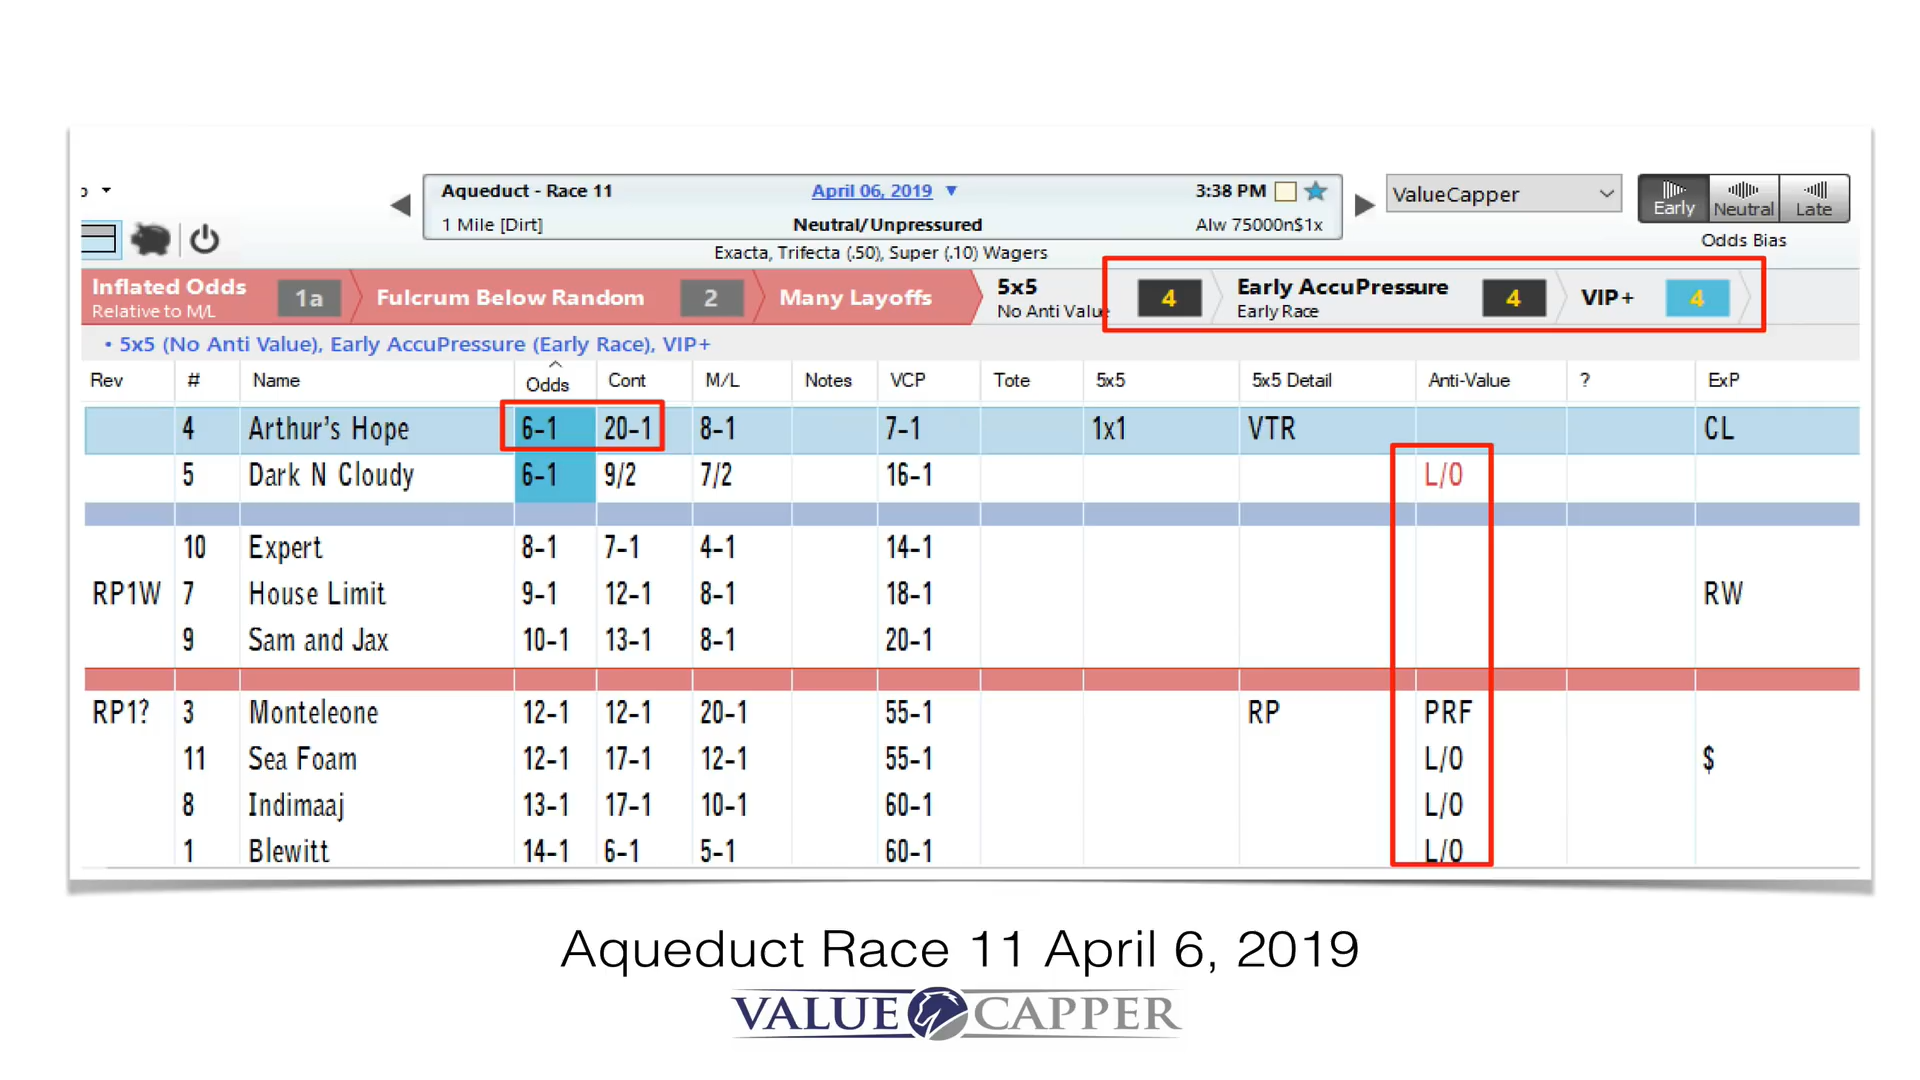 Aqueduct - Race 11 April 06, 2019 ▼ 3:38 PM
1 Mile [Dirt] Neutral/Unpressured Alw 75000n$1x
Exacta, Trifecta (.50), Super (.10) Wagers
ValueCapper
Early Neutral Late
Odds Bias
Inflated Odds
Relative to M/L
1a
Fulcrum Below Random
2
Many Layoffs
5x5
No Anti Value
4
Early AccuPressure
Early Race
4
VIP+
4
• 5x5 (No Anti Value), Early AccuPressure (Early Race), VIP+
Rev # Name Odds Cont M/L Notes VCP Tote 5x5 5x5 Detail Anti-Value ? ExP
4 Arthur's Hope 6-1 20-1 8-1 7-1 1x1 VTR CL
5 Dark N Cloudy 6-1 9/2 7/2 16-1 L/O
10 Expert 8-1 7-1 4-1 14-1
RP1W 7 House Limit 9-1 12-1 8-1 18-1 RW
9 Sam and Jax 10-1 13-1 8-1 20-1
RP1? 3 Monteleone 12-1 12-1 20-1 55-1 RP PRF
11 Sea Foam 12-1 17-1 12-1 55-1 L/O $
8 Indimaaj 13-1 17-1 10-1 60-1 L/O
1 Blewitt 14-1 6-1 5-1 60-1 L/O
Aqueduct Race 11 April 6, 2019
VALUE CAPPER